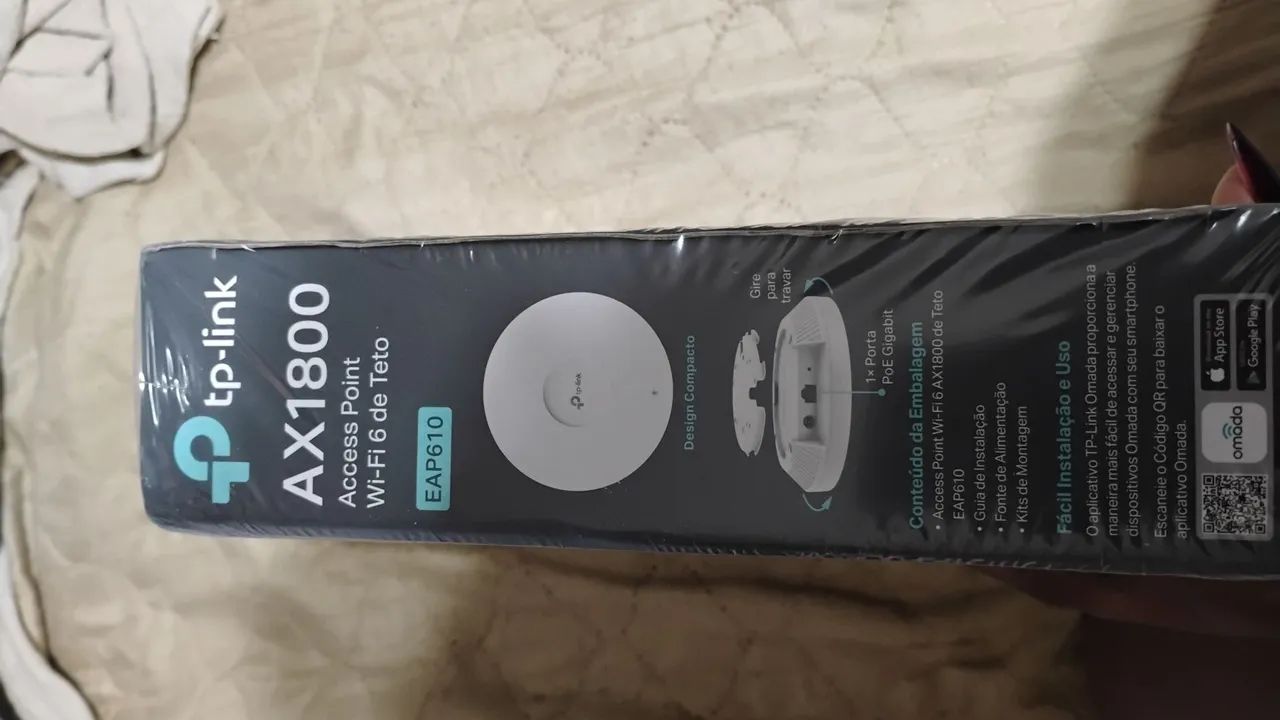 tp-link
AX1800
Access Point
Wi-Fi 6 de Teto
EAP610
tp-link
Design Compacto
Gire
para
travar
1× Porta
PoE Gigabit
Conteúdo da Embalagem
• Access Point Wi-Fi 6 AX1800 de Teto
EAP610
• Guia de Instalação
• Fonte de Alimentação
• Kits de Montagem
Fácil Instalação e Uso
O aplicativo TP-Link Omada proporciona a
maneira mais fácil de acessar e gerenciar
dispositivos Omada com seu smartphone.
Escaneie o Código QR para baixar o
aplicativo Omada.
omada
App Store
Google Play